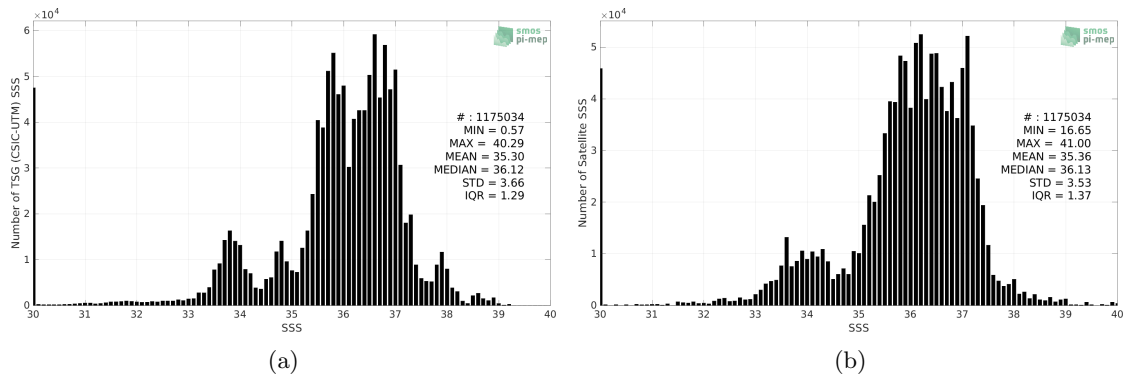 ×10⁴
6
5
4
3
2
1
0
Number of TSG (CSIC-UTM) SSS
smos
pi-mep
# : 1175034
MIN = 0.57
MAX = 40.29
MEAN = 35.30
MEDIAN = 36.12
STD = 3.66
IQR = 1.29
30 31 32 33 34 35 36 37 38 39 40
SSS
(a)
×10⁴
5
4
3
2
1
0
Number of Satellite SSS
smos
pi-mep
# : 1175034
MIN = 16.65
MAX = 41.00
MEAN = 35.36
MEDIAN = 36.13
STD = 3.53
IQR = 1.37
30 31 32 33 34 35 36 37 38 39 40
SSS
(b)